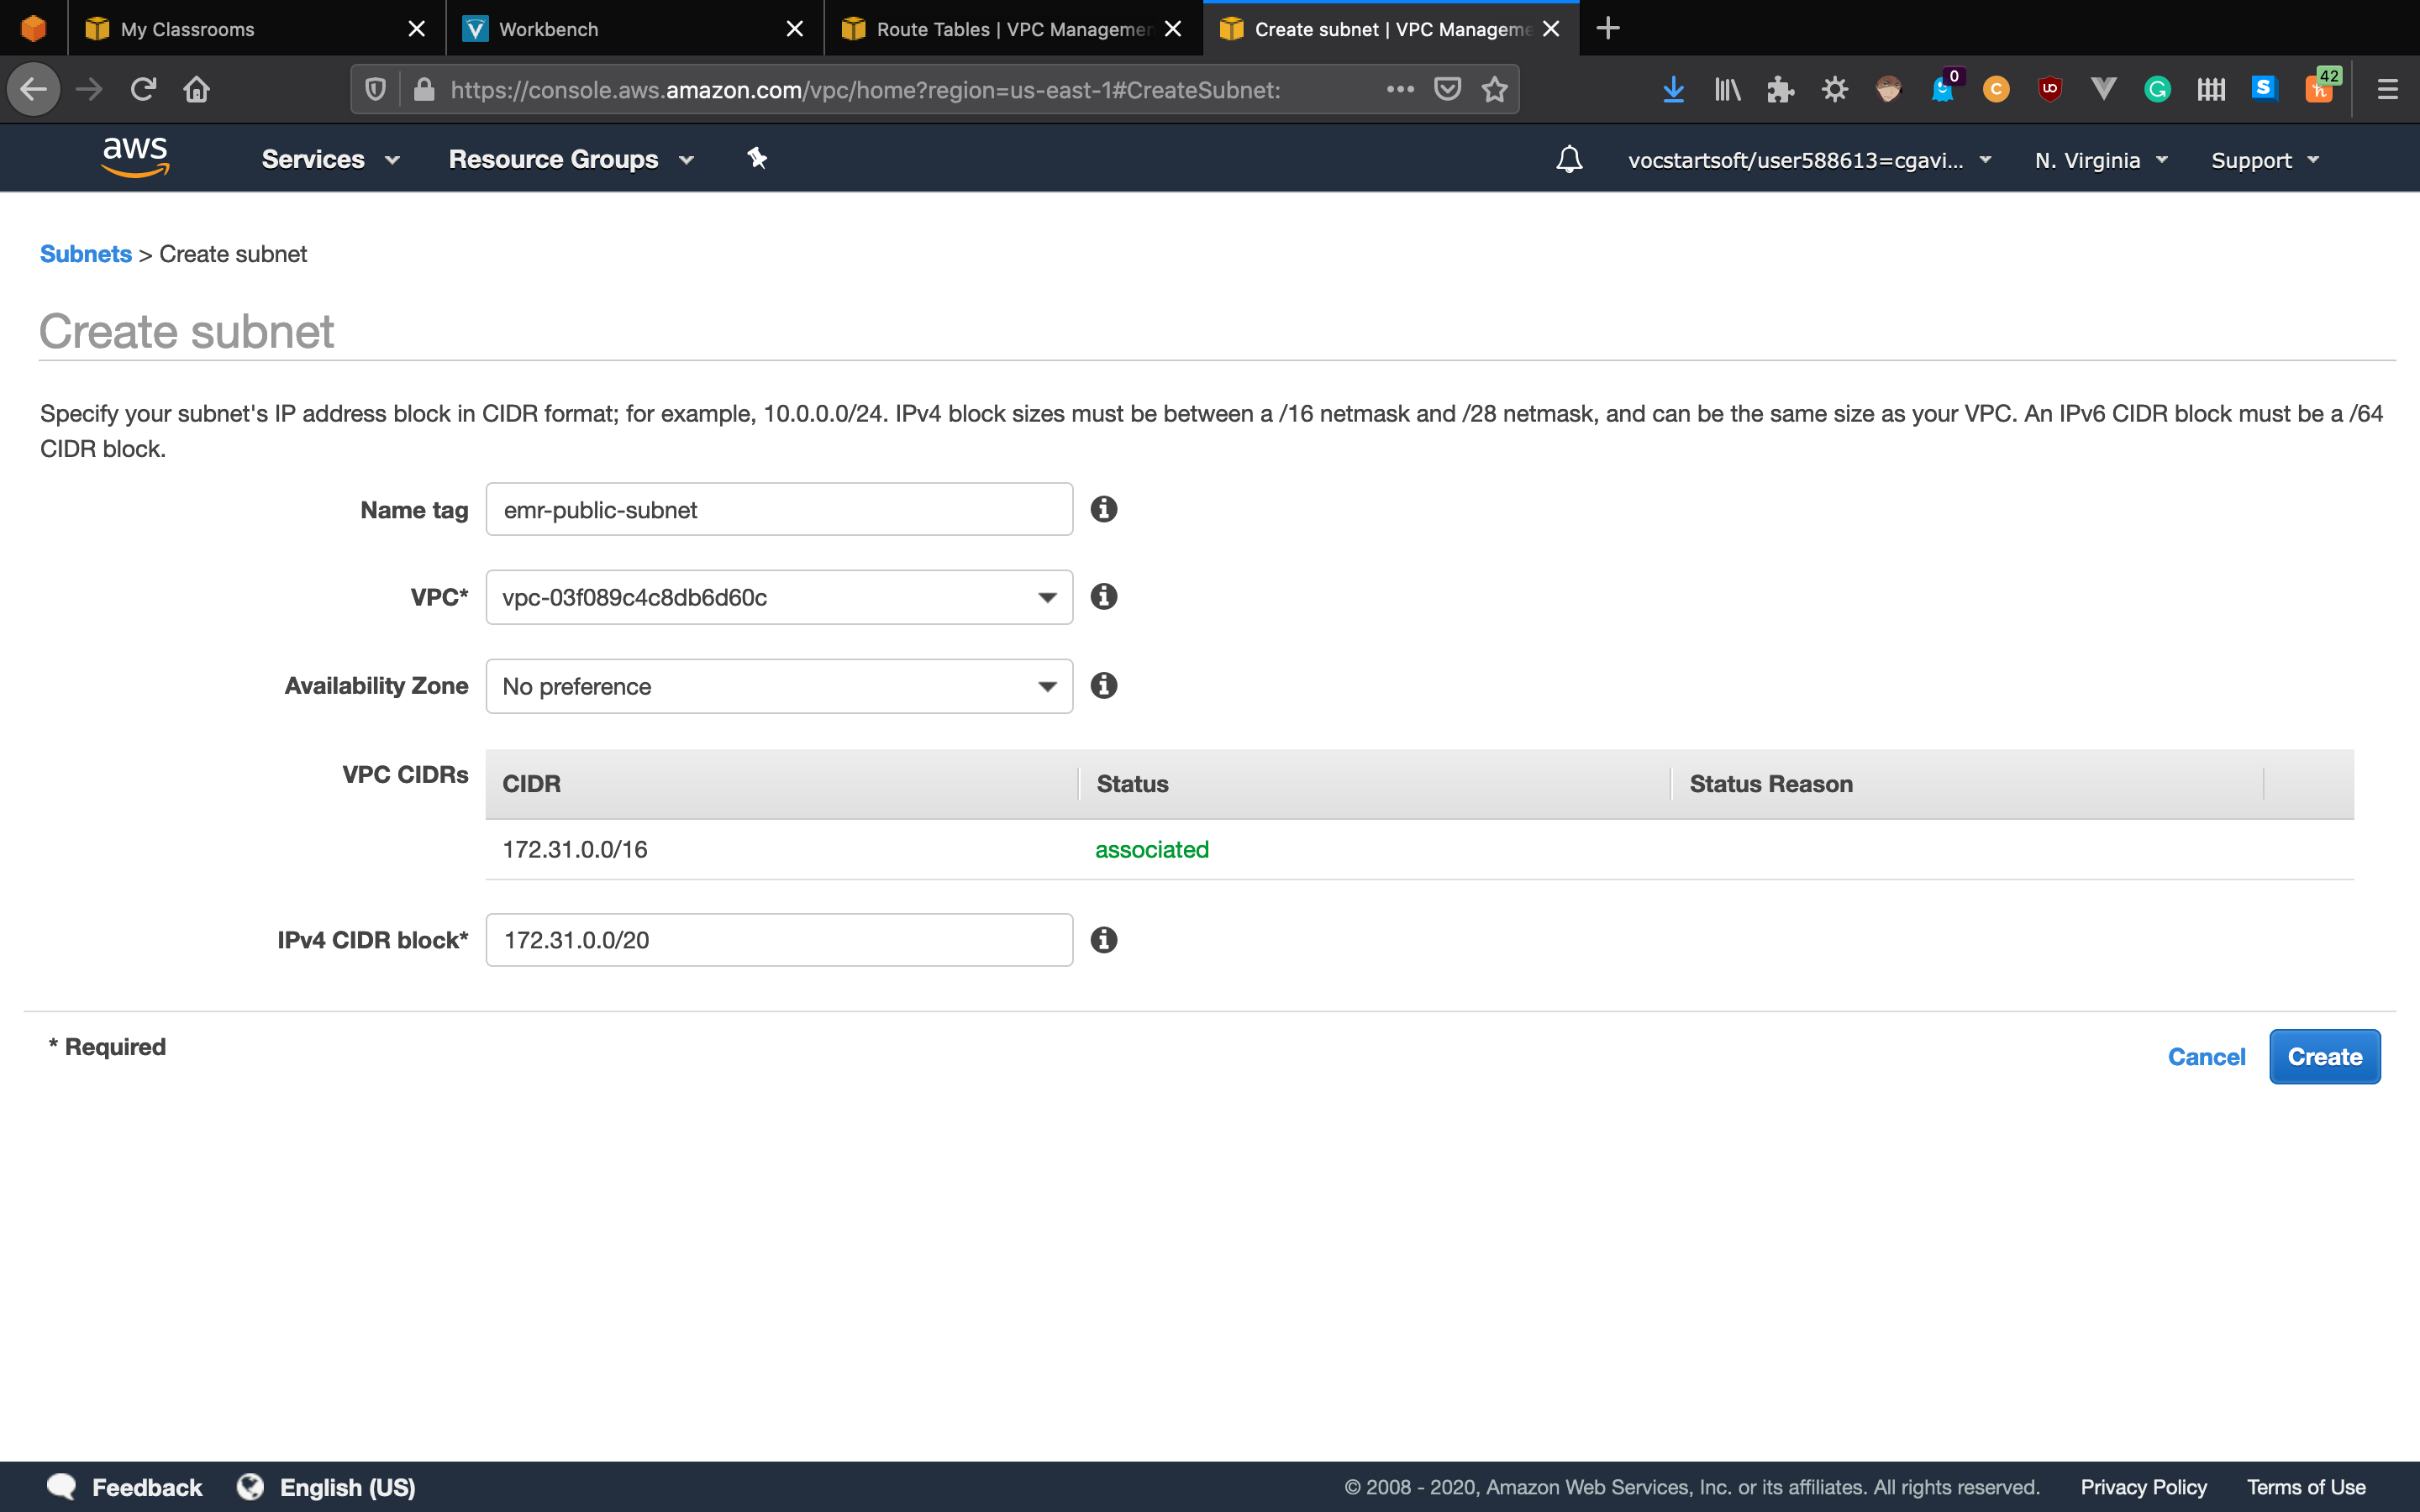 My Classrooms
Workbench
Route Tables | VPC Managemen
Create subnet | VPC Manageme
https://console.aws.amazon.com/vpc/home?region=us-east-1#CreateSubnet:
0
42
aws
Services
Resource Groups
vocstartsoft/user588613=cgavi...
N. Virginia
Support
Subnets > Create subnet
Create subnet
Specify your subnet's IP address block in CIDR format; for example, 10.0.0.0/24. IPv4 block sizes must be between a /16 netmask and /28 netmask, and can be the same size as your VPC. An IPv6 CIDR block must be a /64
CIDR block.
Name tag
emr-public-subnet
VPC*
vpc-03f089c4c8db6d60c
Availability Zone
No preference
VPC CIDRs
CIDR
Status
Status Reason
172.31.0.0/16
associated
IPv4 CIDR block*
172.31.0.0/20
* Required
Cancel
Create
Feedback
English (US)
© 2008 - 2020, Amazon Web Services, Inc. or its affiliates. All rights reserved.
Privacy Policy
Terms of Use